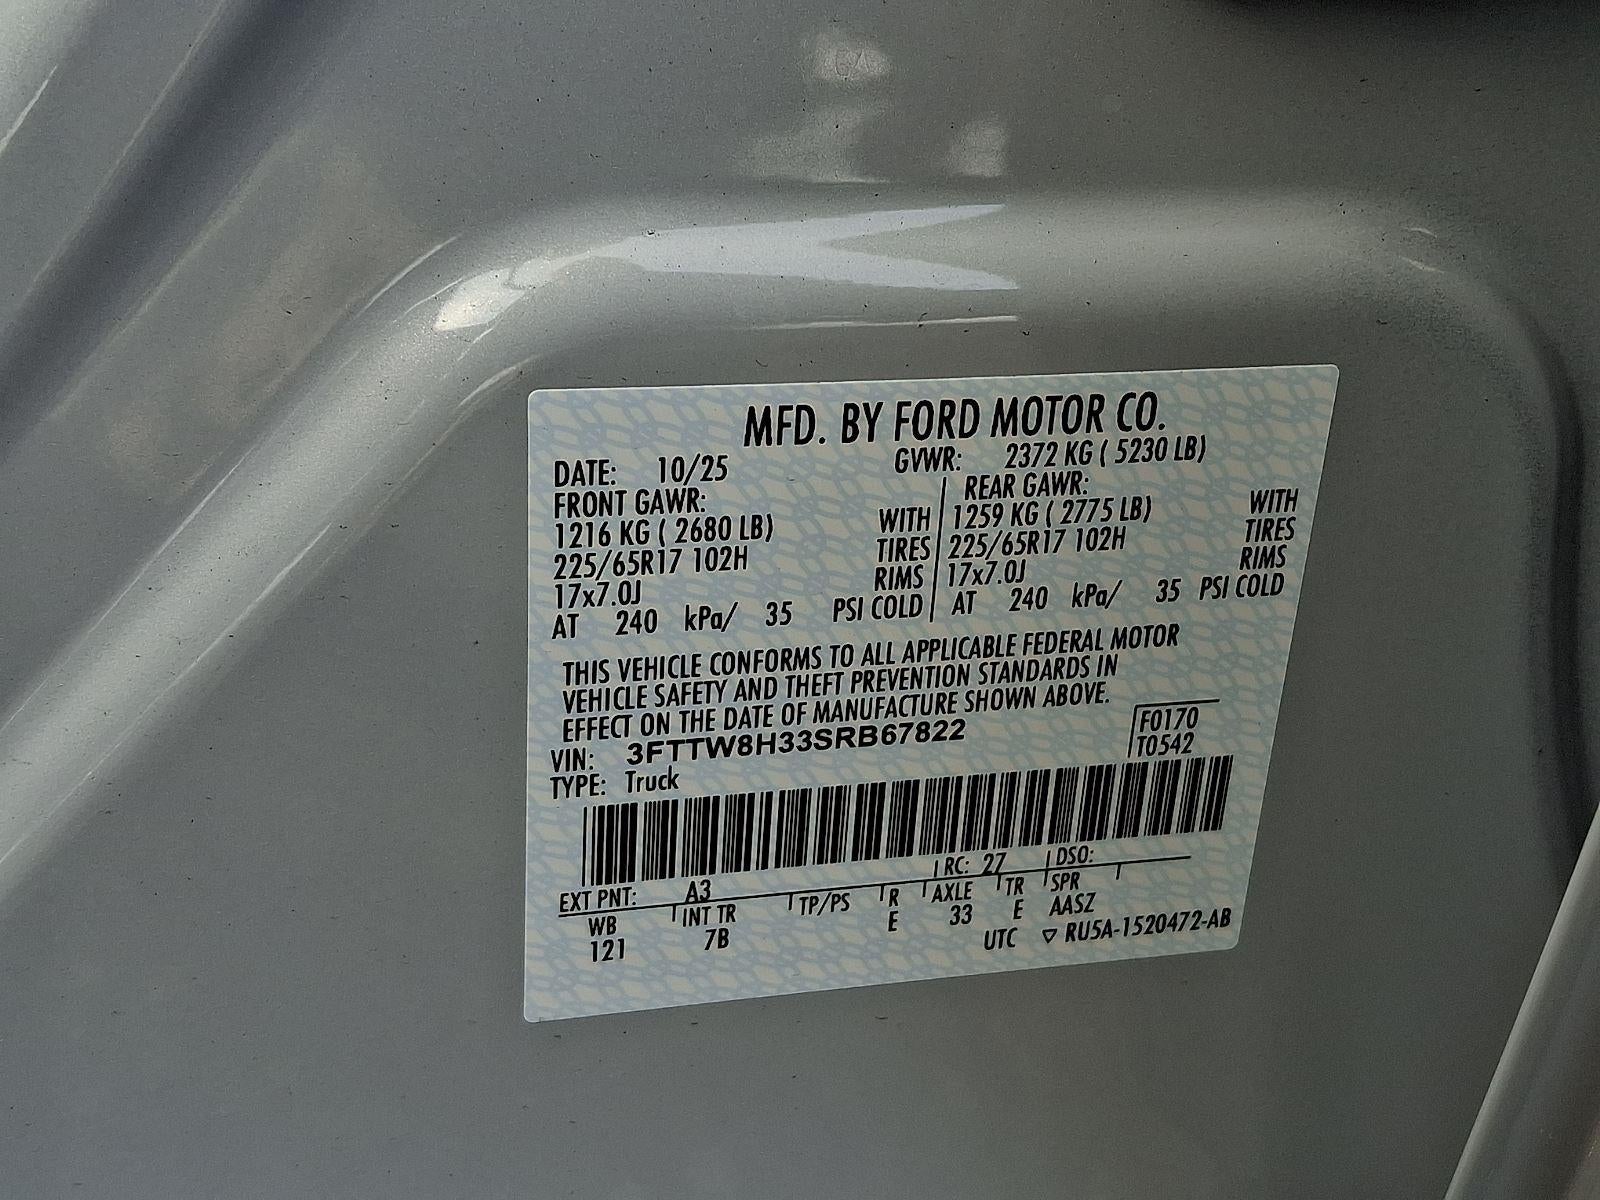 MFD. BY FORD MOTOR CO.
DATE: 10/25 GVWR: 2372 KG ( 5230 LB)
FRONT GAWR: REAR GAWR:
1216 KG ( 2680 LB) WITH 1259 KG ( 2775 LB) WITH
225/65R17 102H TIRES 225/65R17 102H TIRES
17x7.0J RIMS 17x7.0J RIMS
AT 240 kPa/ 35 PSI COLD AT 240 kPa/ 35 PSI COLD
THIS VEHICLE CONFORMS TO ALL APPLICABLE FEDERAL MOTOR
VEHICLE SAFETY AND THEFT PREVENTION STANDARDS IN
EFFECT ON THE DATE OF MANUFACTURE SHOWN ABOVE.
VIN: 3FTTW8H33SRB67822 F0170
TYPE: Truck T0542
EXT PNT: A3 RC: 27 DSO:
WB INT TR TP/PS R AXLE TR SPR
121 7B E 33 E AASZ
UTC ▽ RU5A-1520472-AB